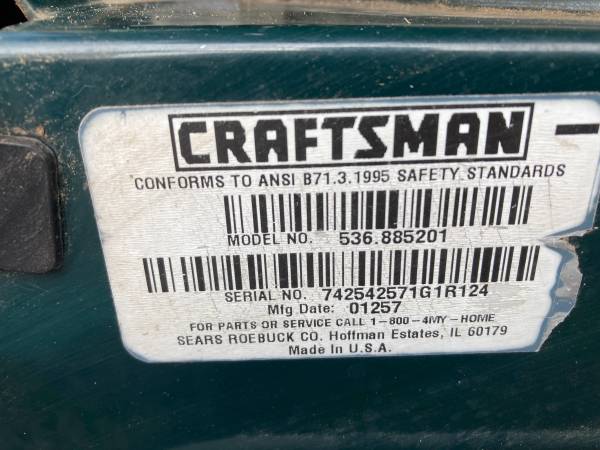 CRAFTSMAN
CONFORMS TO ANSI B71.3.1995 SAFETY STANDARDS
MODEL NO. 536.885201
SERIAL NO. 742542571G1R124
Mfg Date: 01257
FOR PARTS OR SERVICE CALL 1-800-4MY-HOME
SEARS ROEBUCK CO. Hoffman Estates, IL 60179
Made In U.S.A.